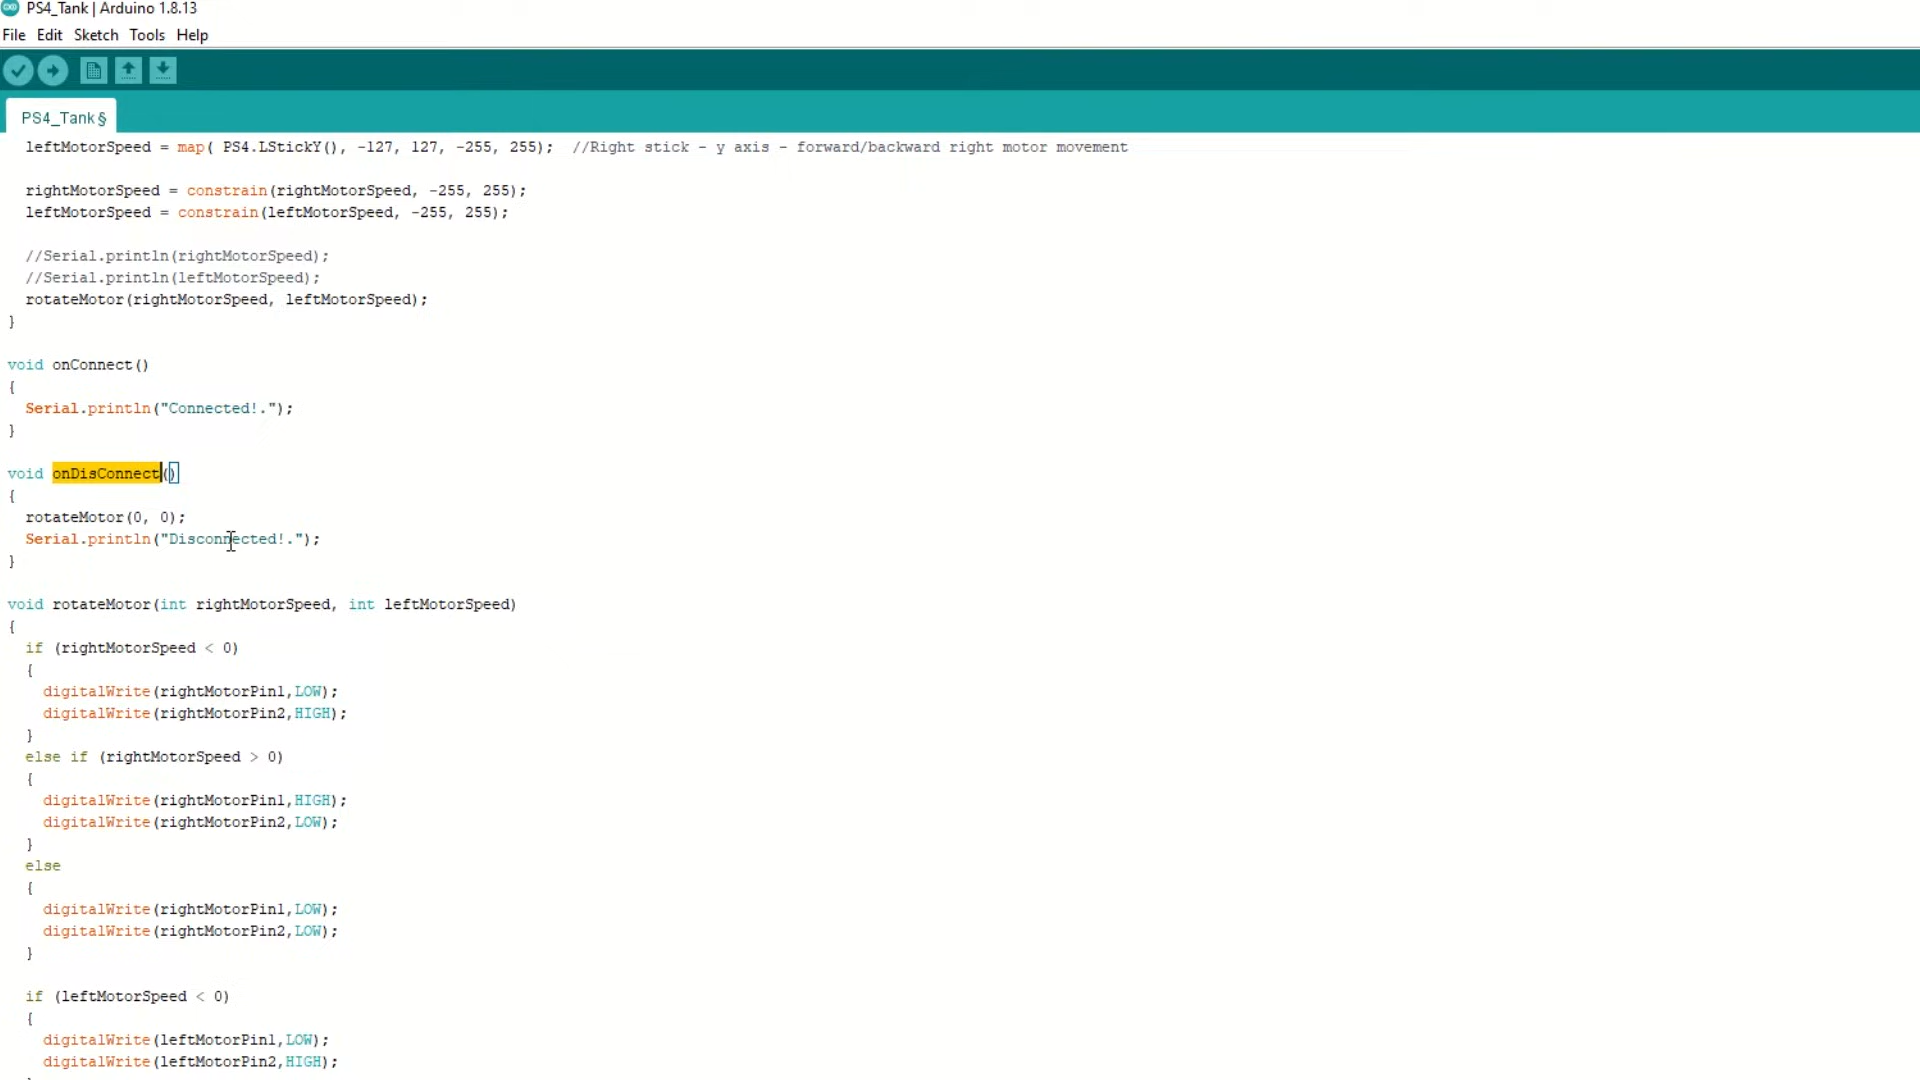 PS4_Tank | Arduino 1.8.13
File Edit Sketch Tools Help
PS4_Tank §
leftMotorSpeed = map( PS4.LStickY(), -127, 127, -255, 255);  //Right stick - y axis - forward/backward right motor movement
rightMotorSpeed = constrain(rightMotorSpeed, -255, 255);
leftMotorSpeed = constrain(leftMotorSpeed, -255, 255);
//Serial.println(rightMotorSpeed);
//Serial.println(leftMotorSpeed);
rotateMotor(rightMotorSpeed, leftMotorSpeed);
}
void onConnect()
{
Serial.println("Connected!.");
}
void onDisConnect()
{
rotateMotor(0, 0);
Serial.println("Disconnected!.");
}
void rotateMotor(int rightMotorSpeed, int leftMotorSpeed)
{
if (rightMotorSpeed < 0)
{
digitalWrite(rightMotorPin1,LOW);
digitalWrite(rightMotorPin2,HIGH);
}
else if (rightMotorSpeed > 0)
{
digitalWrite(rightMotorPin1,HIGH);
digitalWrite(rightMotorPin2,LOW);
}
else
{
digitalWrite(rightMotorPin1,LOW);
digitalWrite(rightMotorPin2,LOW);
}
if (leftMotorSpeed < 0)
{
digitalWrite(leftMotorPin1,LOW);
digitalWrite(leftMotorPin2,HIGH);